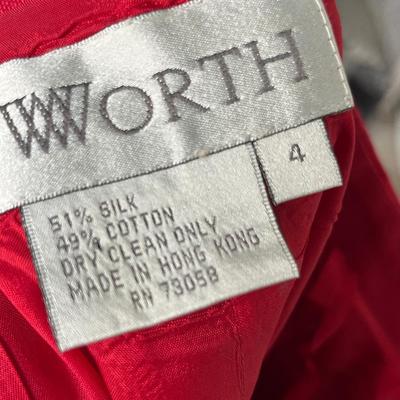 WORTH
4
51% SILK
49% COTTON
DRY CLEAN ONLY
MADE IN HONG KONG
RN 73058